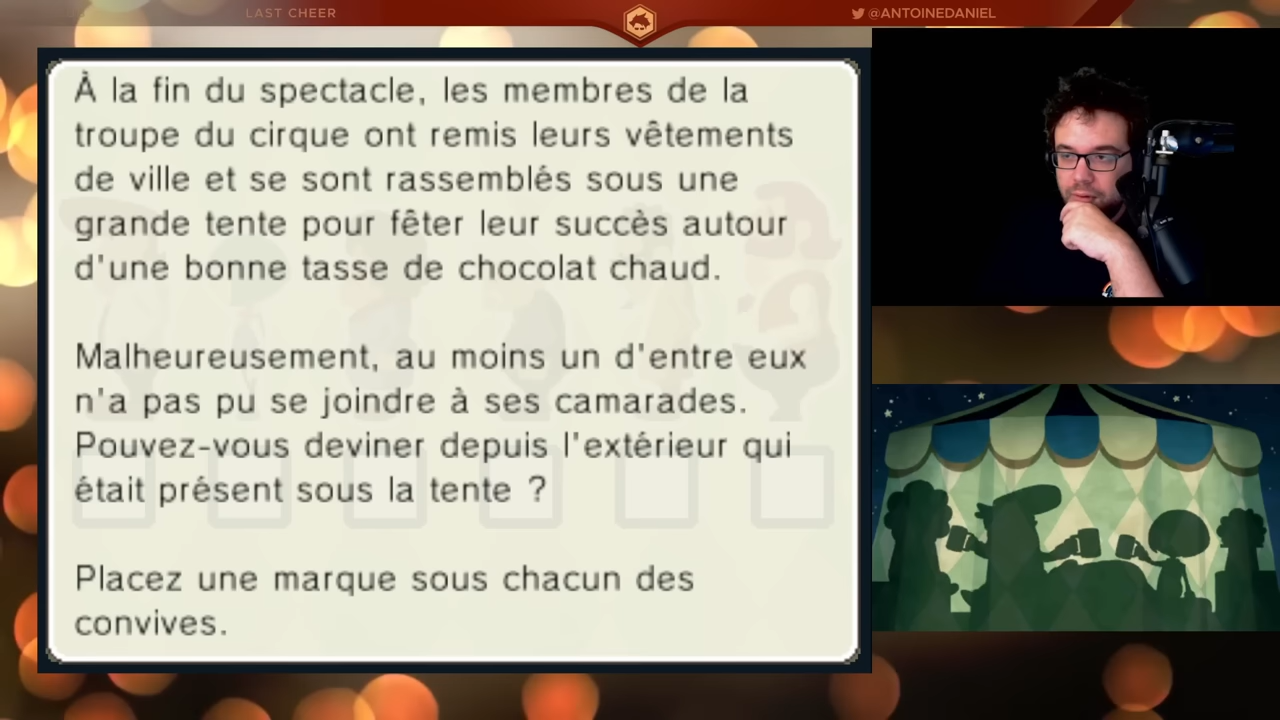 LAST CHEER
@ANTOINEDANIEL
À la fin du spectacle, les membres de la
troupe du cirque ont remis leurs vêtements
de ville et se sont rassemblés sous une
grande tente pour fêter leur succès autour
d'une bonne tasse de chocolat chaud.
Malheureusement, au moins un d'entre eux
n'a pas pu se joindre à ses camarades.
Pouvez-vous deviner depuis l'extérieur qui
était présent sous la tente ?
Placez une marque sous chacun des
convives.